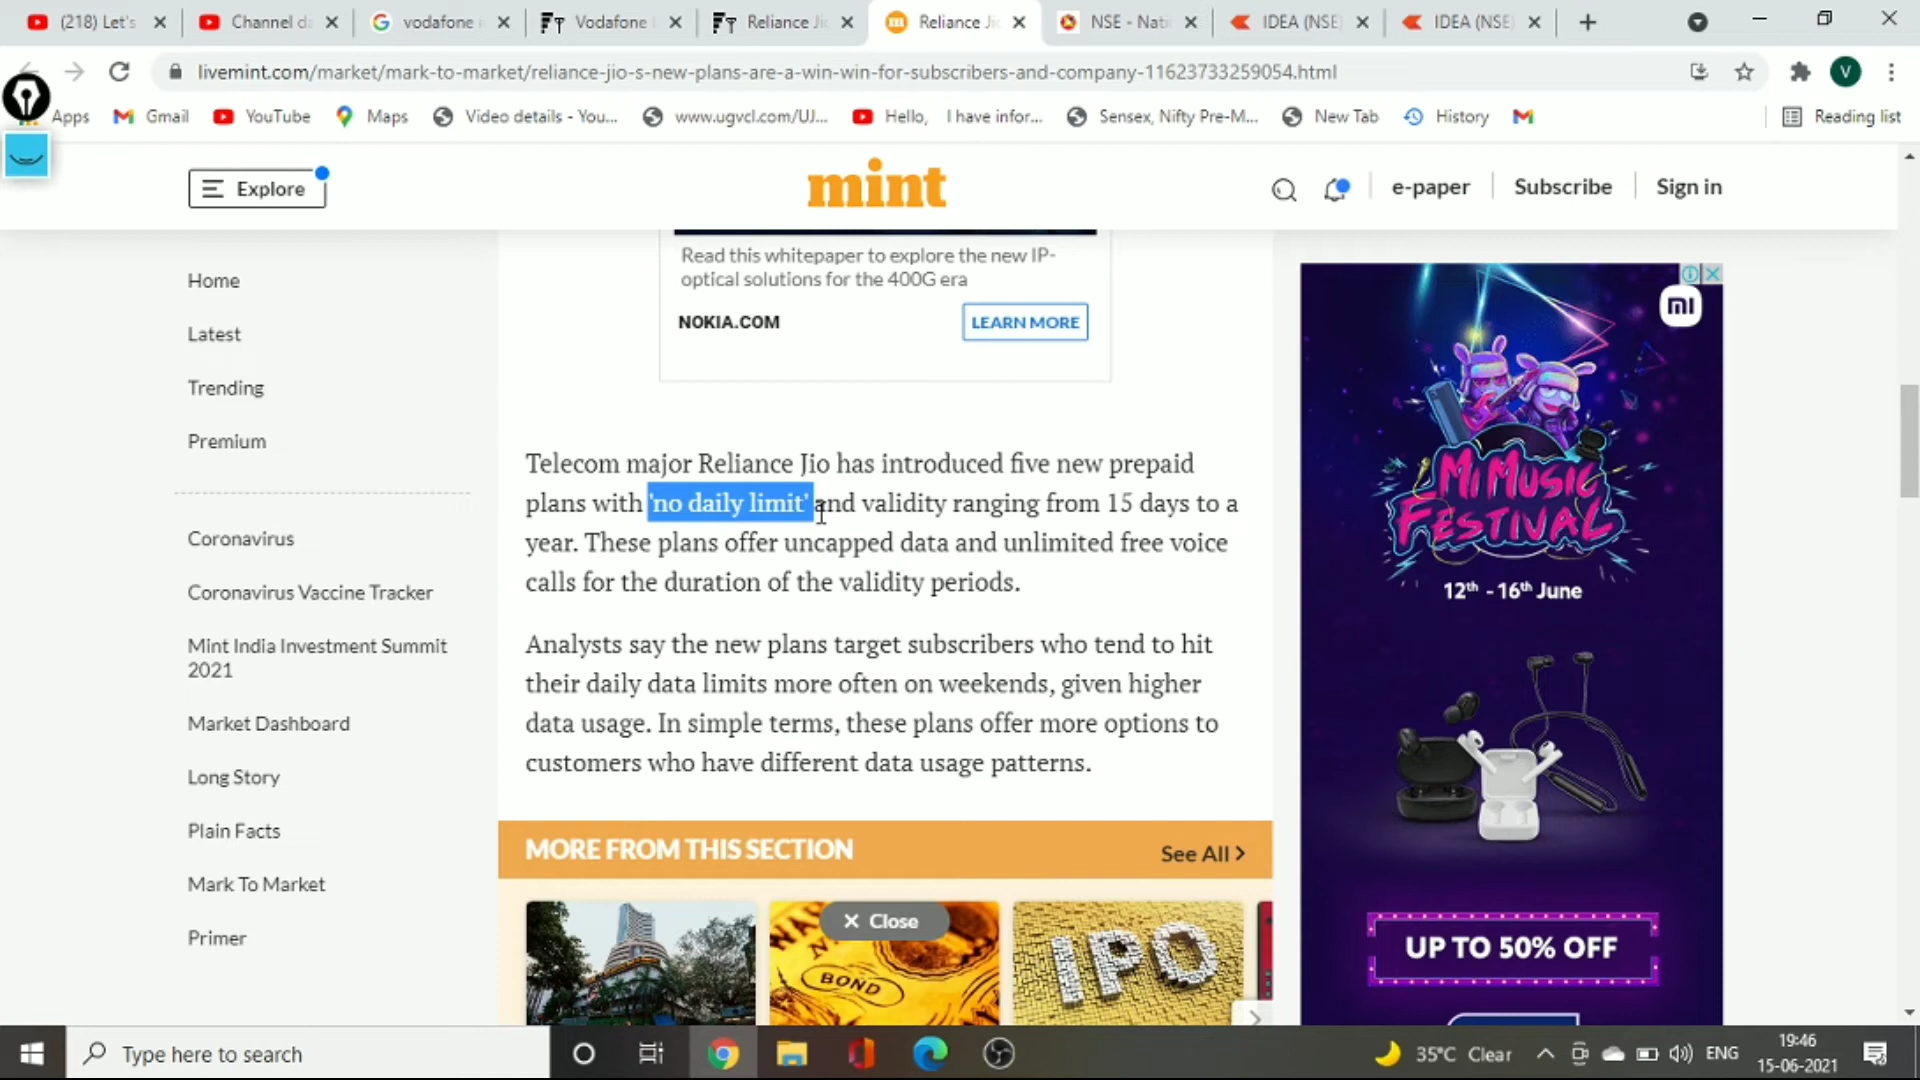 (218) Let's
Channel da
vodafone i
Vodafone I
Reliance Jio
Reliance Jio
NSE - Nati
IDEA (NSE)
IDEA (NSE)
livemint.com/market/mark-to-market/reliance-jio-s-new-plans-are-a-win-win-for-subscribers-and-company-11623733259054.html
V
Apps
Gmail
YouTube
Maps
Video details - You...
www.ugvcl.com/UJ...
Hello, I have infor...
Sensex, Nifty Pre-M...
New Tab
History
Reading list
Explore
mint
e-paper
Subscribe
Sign in
Home
Latest
Trending
Premium
Coronavirus
Coronavirus Vaccine Tracker
Mint India Investment Summit
2021
Market Dashboard
Long Story
Plain Facts
Mark To Market
Primer
Read this whitepaper to explore the new IP-
optical solutions for the 400G era
NOKIA.COM
LEARN MORE
Telecom major Reliance Jio has introduced five new prepaid
plans with 'no daily limit' and validity ranging from 15 days to a
year. These plans offer uncapped data and unlimited free voice
calls for the duration of the validity periods.
Analysts say the new plans target subscribers who tend to hit
their daily data limits more often on weekends, given higher
data usage. In simple terms, these plans offer more options to
customers who have different data usage patterns.
MORE FROM THIS SECTION
See All
Close
BOND
IPO
mi
MI MUSIC
FESTIVAL
12th - 16th June
UP TO 50% OFF
Type here to search
35°C Clear
ENG
19:46
15-06-2021